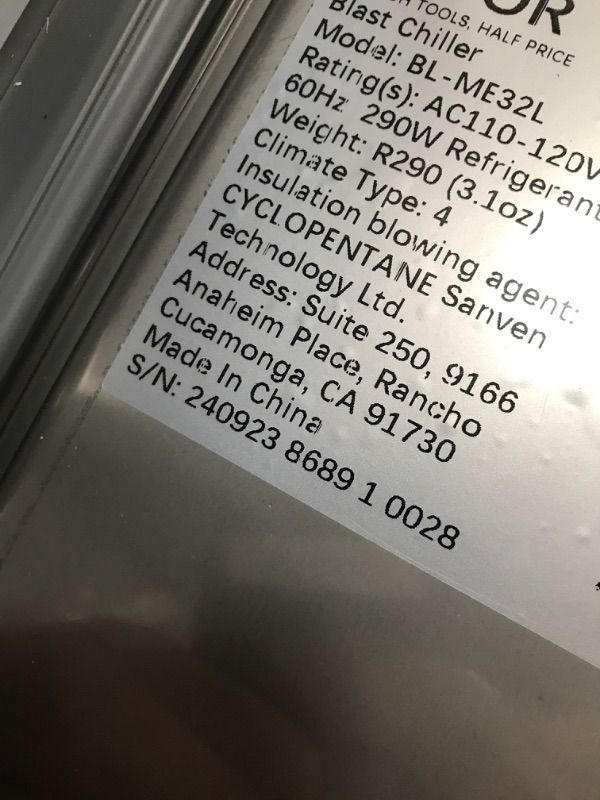 OR
TOOLS, HALF PRICE
Blast Chiller
Model: BL-ME32L
Rating(s): AC110-120V
60Hz 290W Refrigerant
Weight: R290 (3.1oz)
Climate Type: 4
Insulation blowing agent:
CYCLOPENTANE Sanven
Technology Ltd.
Address: Suite 250, 9166
Anaheim Place, Rancho
Cucamonga, CA 91730
Made In China
S/N: 240923 8689 1 0028